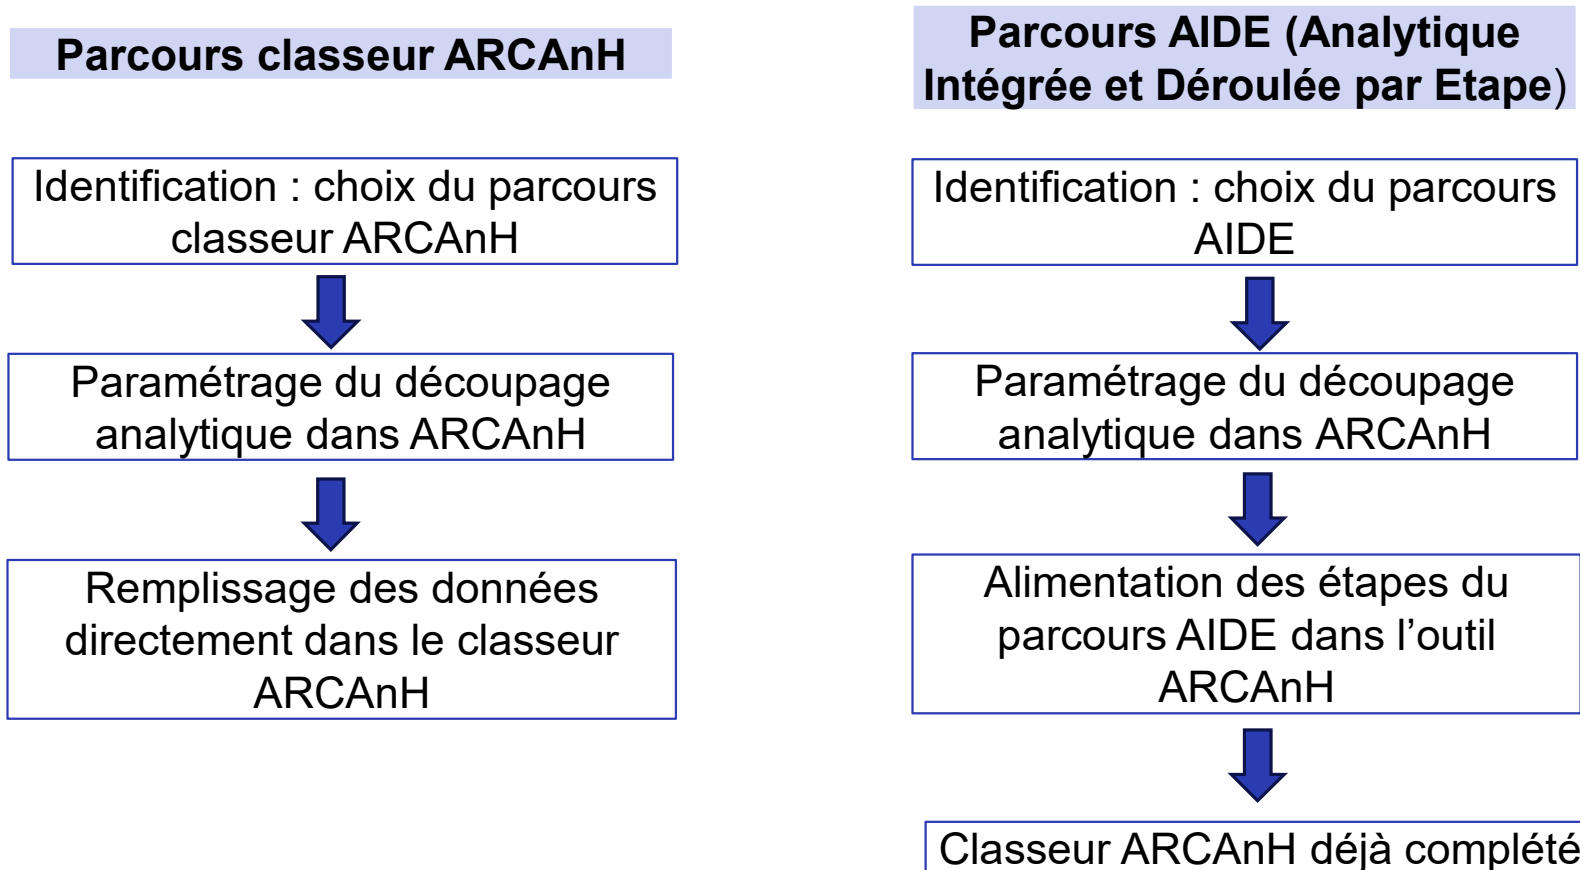 Parcours classeur ARCAnH
Identification : choix du parcours
classeur ARCAnH
Paramétrage du découpage
analytique dans ARCAnH
Remplissage des données
directement dans le classeur
ARCAnH
Parcours AIDE (Analytique
Intégrée et Déroulée par Etape)
Identification : choix du parcours
AIDE
Paramétrage du découpage
analytique dans ARCAnH
Alimentation des étapes du
parcours AIDE dans l’outil
ARCAnH
Classeur ARCAnH déjà complété